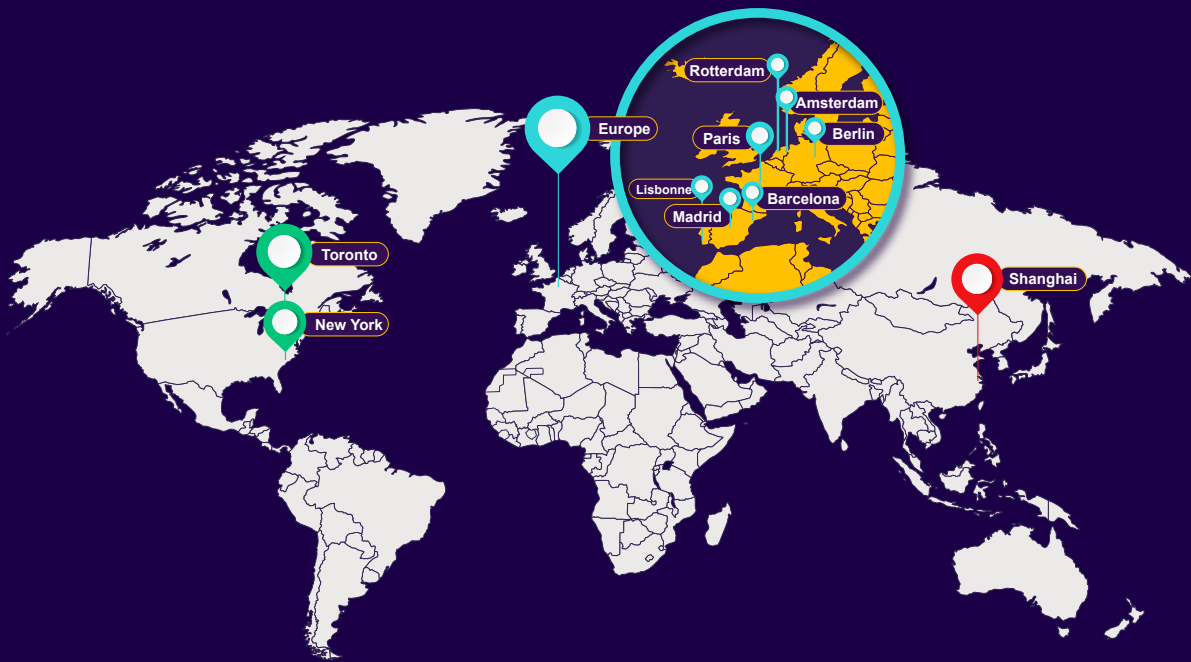 Rotterdam
Amsterdam
Europe
Paris
Berlin
Lisbonne
Barcelona
Madrid
Toronto
Shanghai
New York